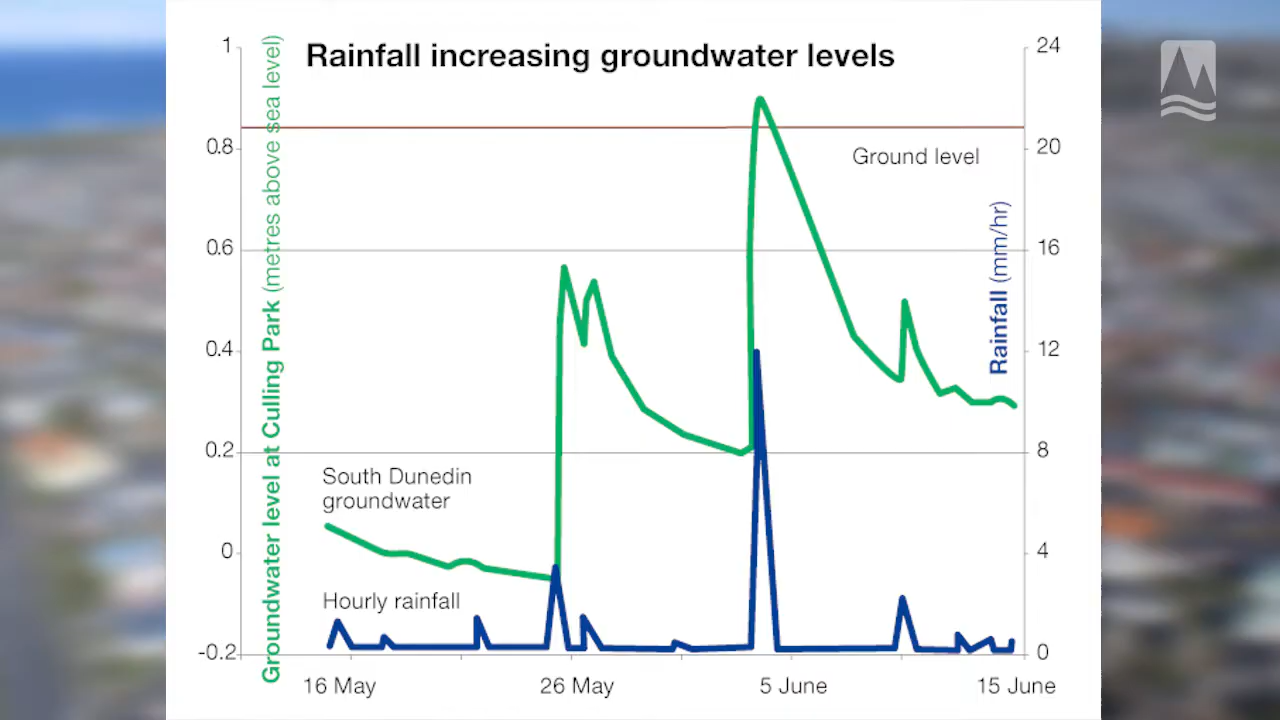 Rainfall increasing groundwater levels
Groundwater level at Culling Park (metres above sea level)
1
0.8
0.6
0.4
0.2
0
-0.2
24
20
16
12
8
4
0
Ground level
Rainfall (mm/hr)
South Dunedin
groundwater
Hourly rainfall
16 May
26 May
5 June
15 June